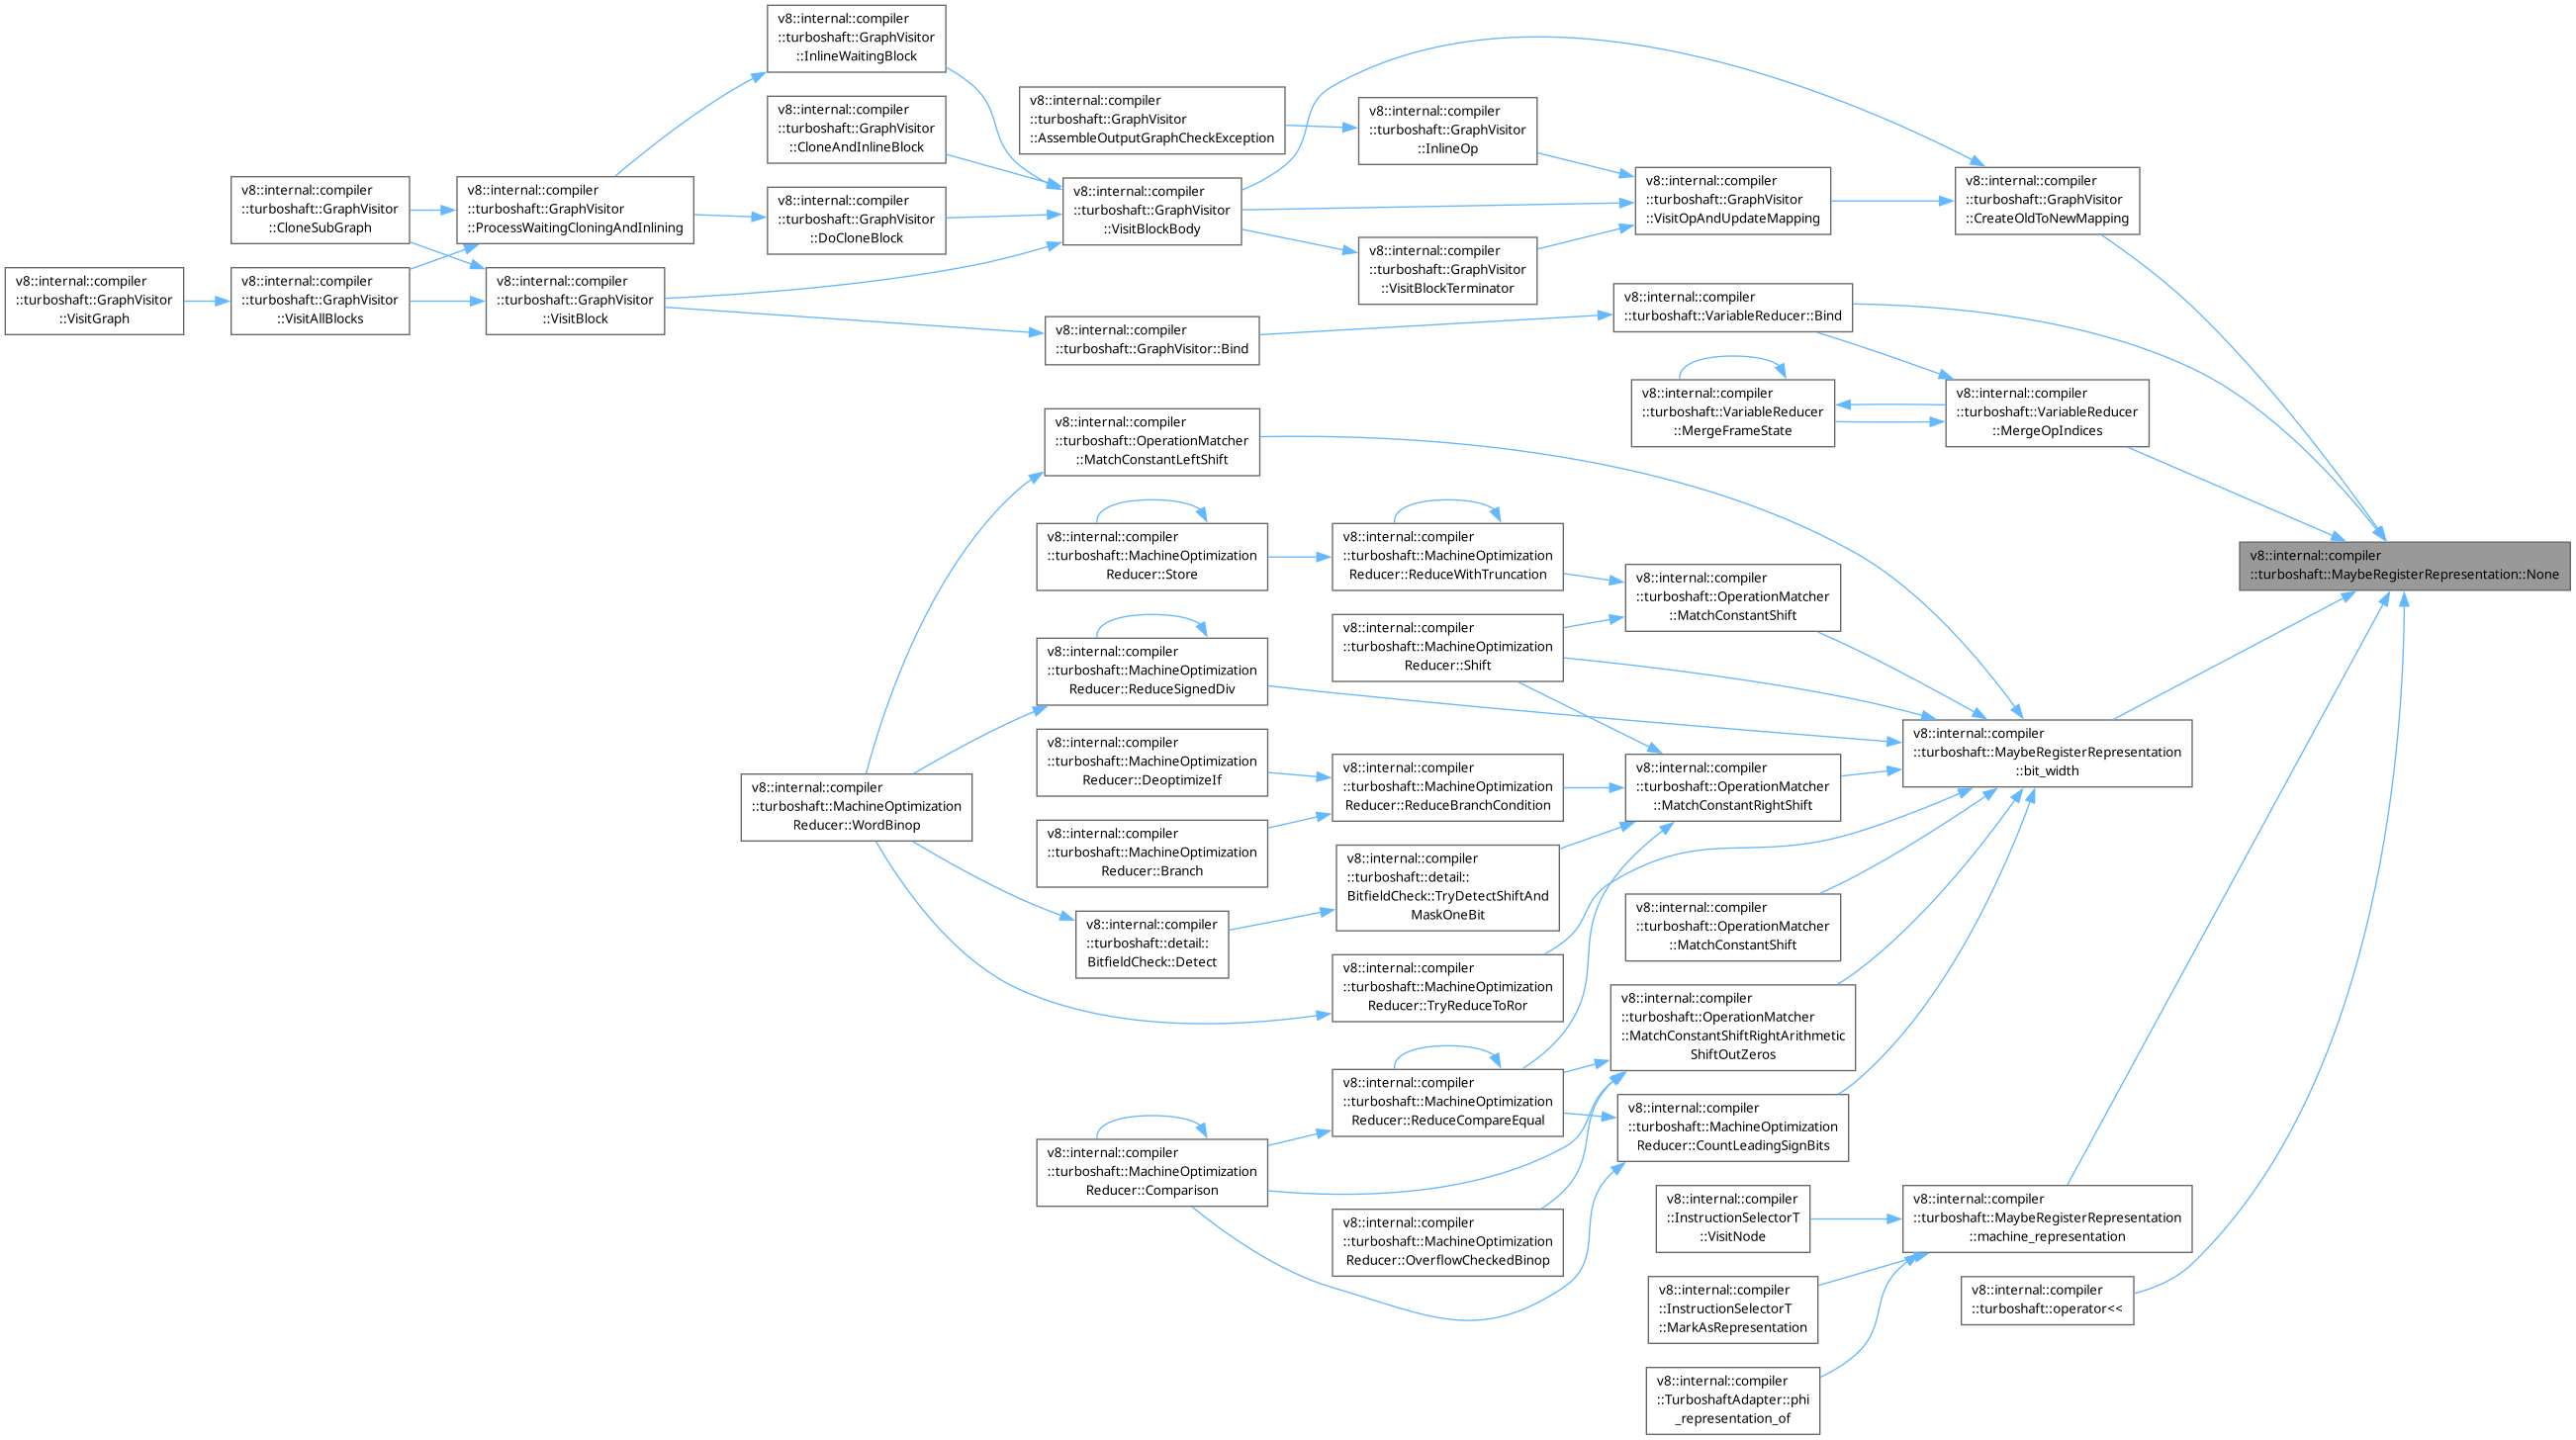 v8::internal::compiler
::turboshaft::GraphVisitor
::InlineWaitingBlock
v8::internal::compiler
::turboshaft::GraphVisitor
::AssembleOutputGraphCheckException
v8::internal::compiler
::turboshaft::GraphVisitor
::CloneAndInlineBlock
v8::internal::compiler
::turboshaft::GraphVisitor
::InlineOp
v8::internal::compiler
::turboshaft::GraphVisitor
::CloneSubGraph
v8::internal::compiler
::turboshaft::GraphVisitor
::ProcessWaitingCloningAndInlining
v8::internal::compiler
::turboshaft::GraphVisitor
::DoCloneBlock
v8::internal::compiler
::turboshaft::GraphVisitor
::VisitBlockBody
v8::internal::compiler
::turboshaft::GraphVisitor
::VisitOpAndUpdateMapping
v8::internal::compiler
::turboshaft::GraphVisitor
::CreateOldToNewMapping
v8::internal::compiler
::turboshaft::GraphVisitor
::VisitBlockTerminator
v8::internal::compiler
::turboshaft::GraphVisitor
::VisitGraph
v8::internal::compiler
::turboshaft::GraphVisitor
::VisitAllBlocks
v8::internal::compiler
::turboshaft::GraphVisitor
::VisitBlock
v8::internal::compiler
::turboshaft::VariableReducer::Bind
v8::internal::compiler
::turboshaft::GraphVisitor::Bind
v8::internal::compiler
::turboshaft::VariableReducer
::MergeFrameState
v8::internal::compiler
::turboshaft::VariableReducer
::MergeOpIndices
v8::internal::compiler
::turboshaft::OperationMatcher
::MatchConstantLeftShift
v8::internal::compiler
::turboshaft::MachineOptimization
Reducer::Store
v8::internal::compiler
::turboshaft::MachineOptimization
Reducer::ReduceWithTruncation
v8::internal::compiler
::turboshaft::MaybeRegisterRepresentation::None
v8::internal::compiler
::turboshaft::OperationMatcher
::MatchConstantShift
v8::internal::compiler
::turboshaft::MachineOptimization
Reducer::Shift
v8::internal::compiler
::turboshaft::MachineOptimization
Reducer::ReduceSignedDiv
v8::internal::compiler
::turboshaft::MaybeRegisterRepresentation
::bit_width
v8::internal::compiler
::turboshaft::MachineOptimization
Reducer::DeoptimizeIf
v8::internal::compiler
::turboshaft::MachineOptimization
Reducer::ReduceBranchCondition
v8::internal::compiler
::turboshaft::OperationMatcher
::MatchConstantRightShift
v8::internal::compiler
::turboshaft::MachineOptimization
Reducer::WordBinop
v8::internal::compiler
::turboshaft::MachineOptimization
Reducer::Branch
v8::internal::compiler
::turboshaft::detail::
BitfieldCheck::TryDetectShiftAnd
MaskOneBit
v8::internal::compiler
::turboshaft::OperationMatcher
::MatchConstantShift
v8::internal::compiler
::turboshaft::detail::
BitfieldCheck::Detect
v8::internal::compiler
::turboshaft::MachineOptimization
Reducer::TryReduceToRor
v8::internal::compiler
::turboshaft::OperationMatcher
::MatchConstantShiftRightArithmetic
ShiftOutZeros
v8::internal::compiler
::turboshaft::MachineOptimization
Reducer::ReduceCompareEqual
v8::internal::compiler
::turboshaft::MachineOptimization
Reducer::CountLeadingSignBits
v8::internal::compiler
::turboshaft::MachineOptimization
Reducer::Comparison
v8::internal::compiler
::InstructionSelectorT
::VisitNode
v8::internal::compiler
::turboshaft::MaybeRegisterRepresentation
::machine_representation
v8::internal::compiler
::turboshaft::MachineOptimization
Reducer::OverflowCheckedBinop
v8::internal::compiler
::InstructionSelectorT
::MarkAsRepresentation
v8::internal::compiler
::turboshaft::operator<<
v8::internal::compiler
::TurboshaftAdapter::phi
_representation_of